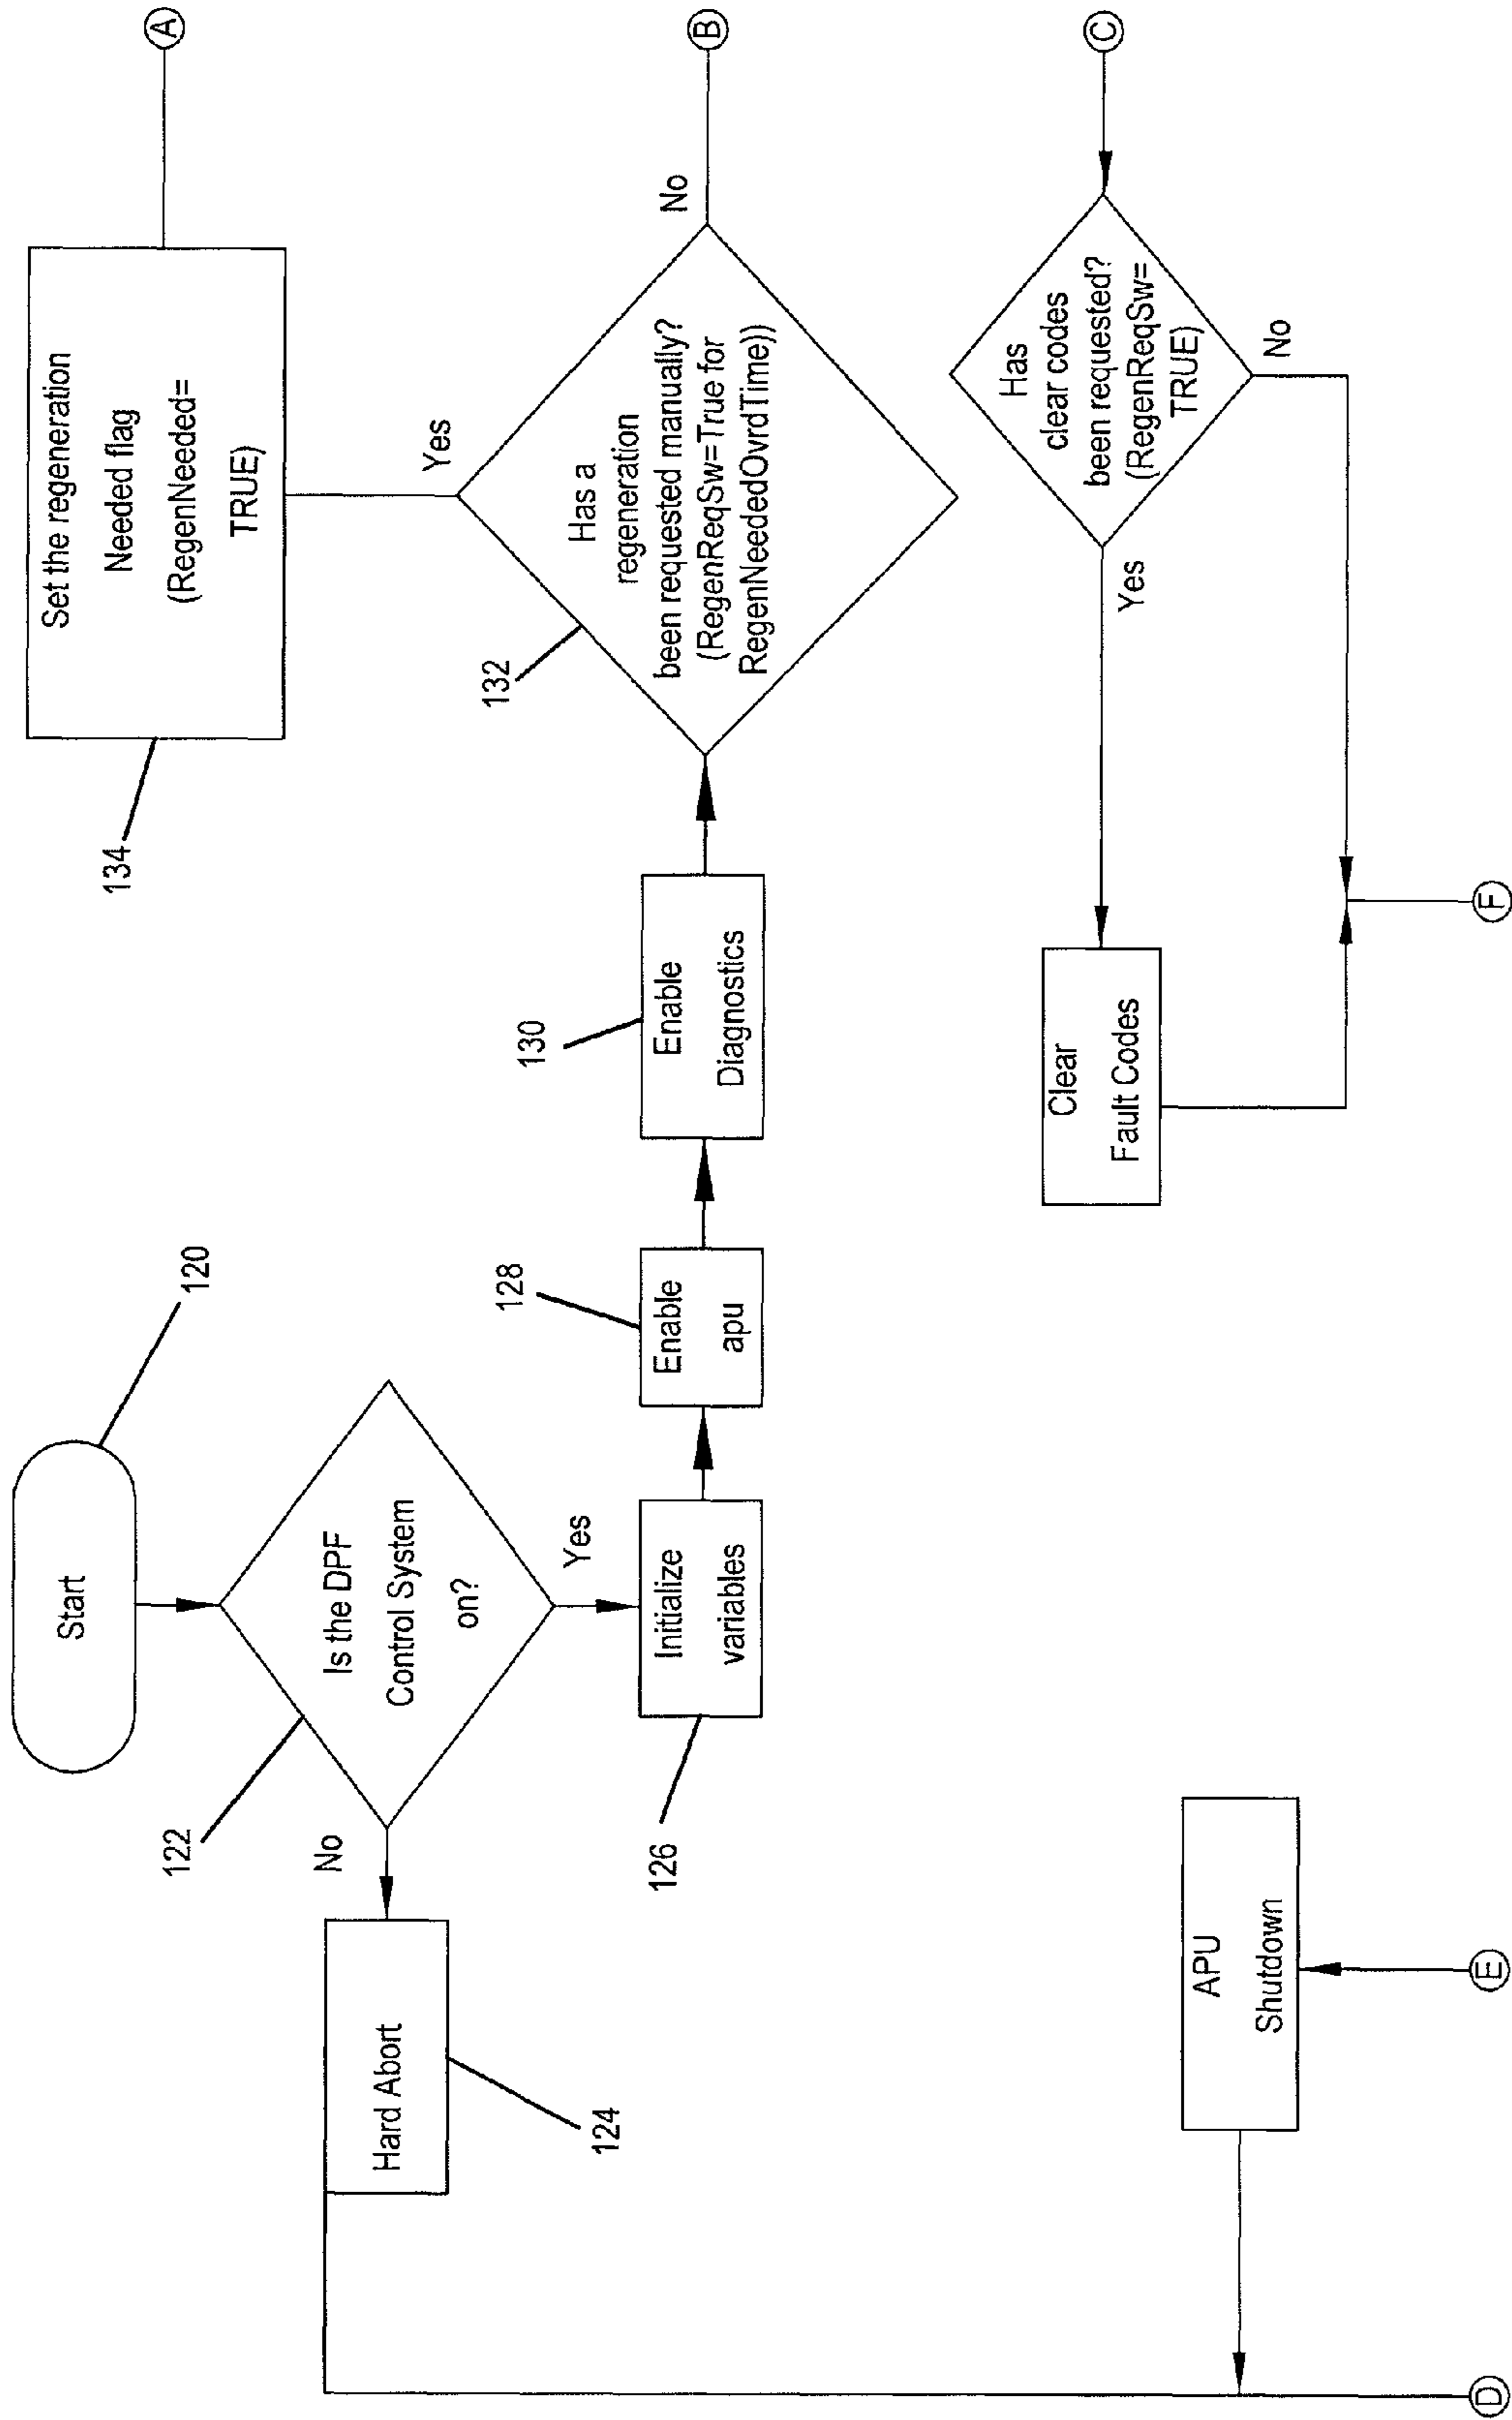 Start
120
Is the DPF
Control System
on?
122
No
Yes
Hard Abort
124
Initialize
variables
126
Enable
apu
128
Enable
Diagnostics
130
Has a
regeneration
been requested manually?
(RegenReqSw=True for
RegenNeededOvrdTime))
132
Yes
No
Set the regeneration
Needed flag
(RegenNeeded=
TRUE)
134
A
B
C
Has
clear codes
been requested?
(RegenReqSw=
TRUE)
Yes
No
Clear
Fault Codes
F
APU
Shutdown
E
D